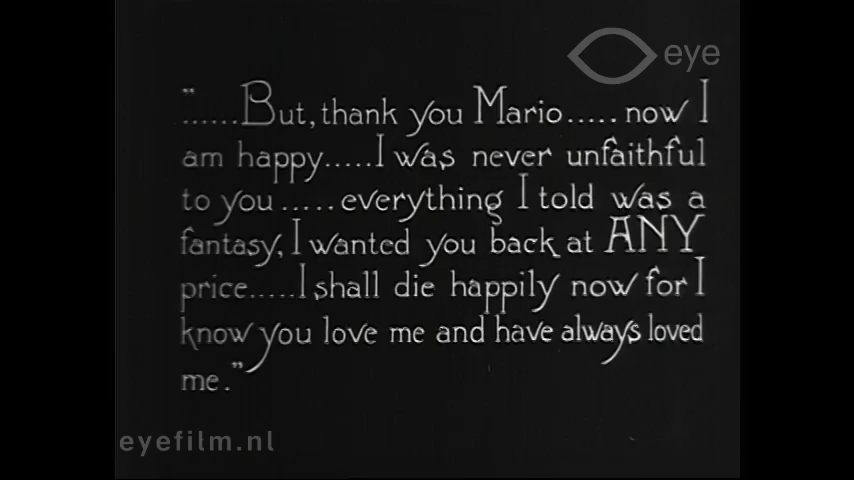 eye
"......But, thank you Mario..... now I
am happy.....I was never unfaithful
to you ..... everything I told was a
fantasy, I wanted you back at ANY
price.....I shall die happily now for I
know you love me and have always loved
me."
eyefilm.nl